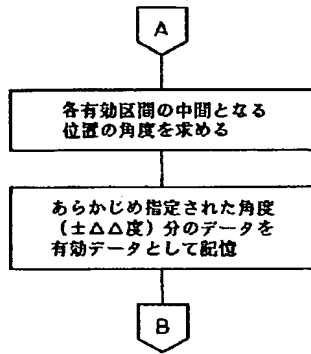 A
各有効区間の中間となる
位置の角度を求める
あらかじめ指定された角度
(±△△度)分のデータを
有効データとして記憶
B